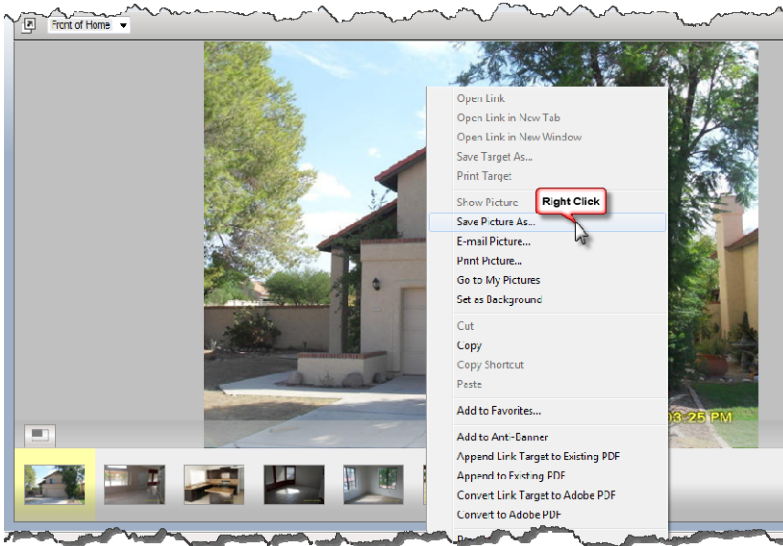 Front of Home
Open Link
Open Link in New Tab
Open Link in New Window
Save Target As...
Print Target
Show Picture
Right Click
Save Picture As...
E-mail Picture...
Print Picture...
Go to My Pictures
Set as Background
Cut
Copy
Copy Shortcut
Paste
Add to Favorites...
3:25 PM
Add to Anti-Banner
Append Link Target to Existing PDF
Append to Existing PDF
Convert Link Target to Adobe PDF
Convert to Adobe PDF